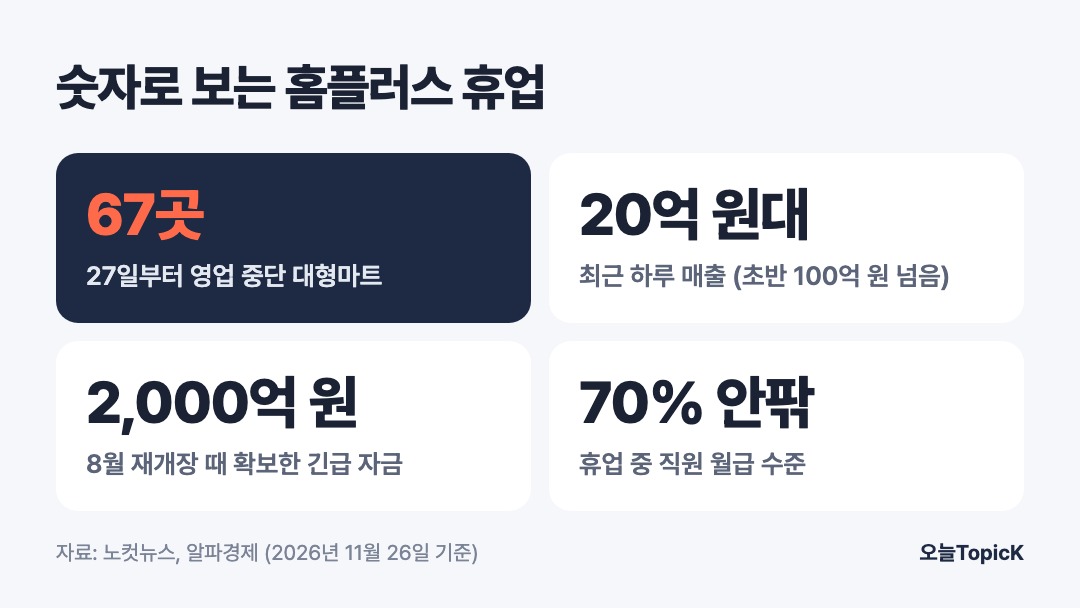 숫자로 보는 홈플러스 휴업
67곳
27일부터 영업 중단 대형마트
20억 원대
최근 하루 매출 (초반 100억 원 넘음)
2,000억 원
8월 재개장 때 확보한 긴급 자금
70% 안팎
휴업 중 직원 월급 수준
자료: 노컷뉴스, 알파경제 (2026년 11월 26일 기준)
오늘TopicK